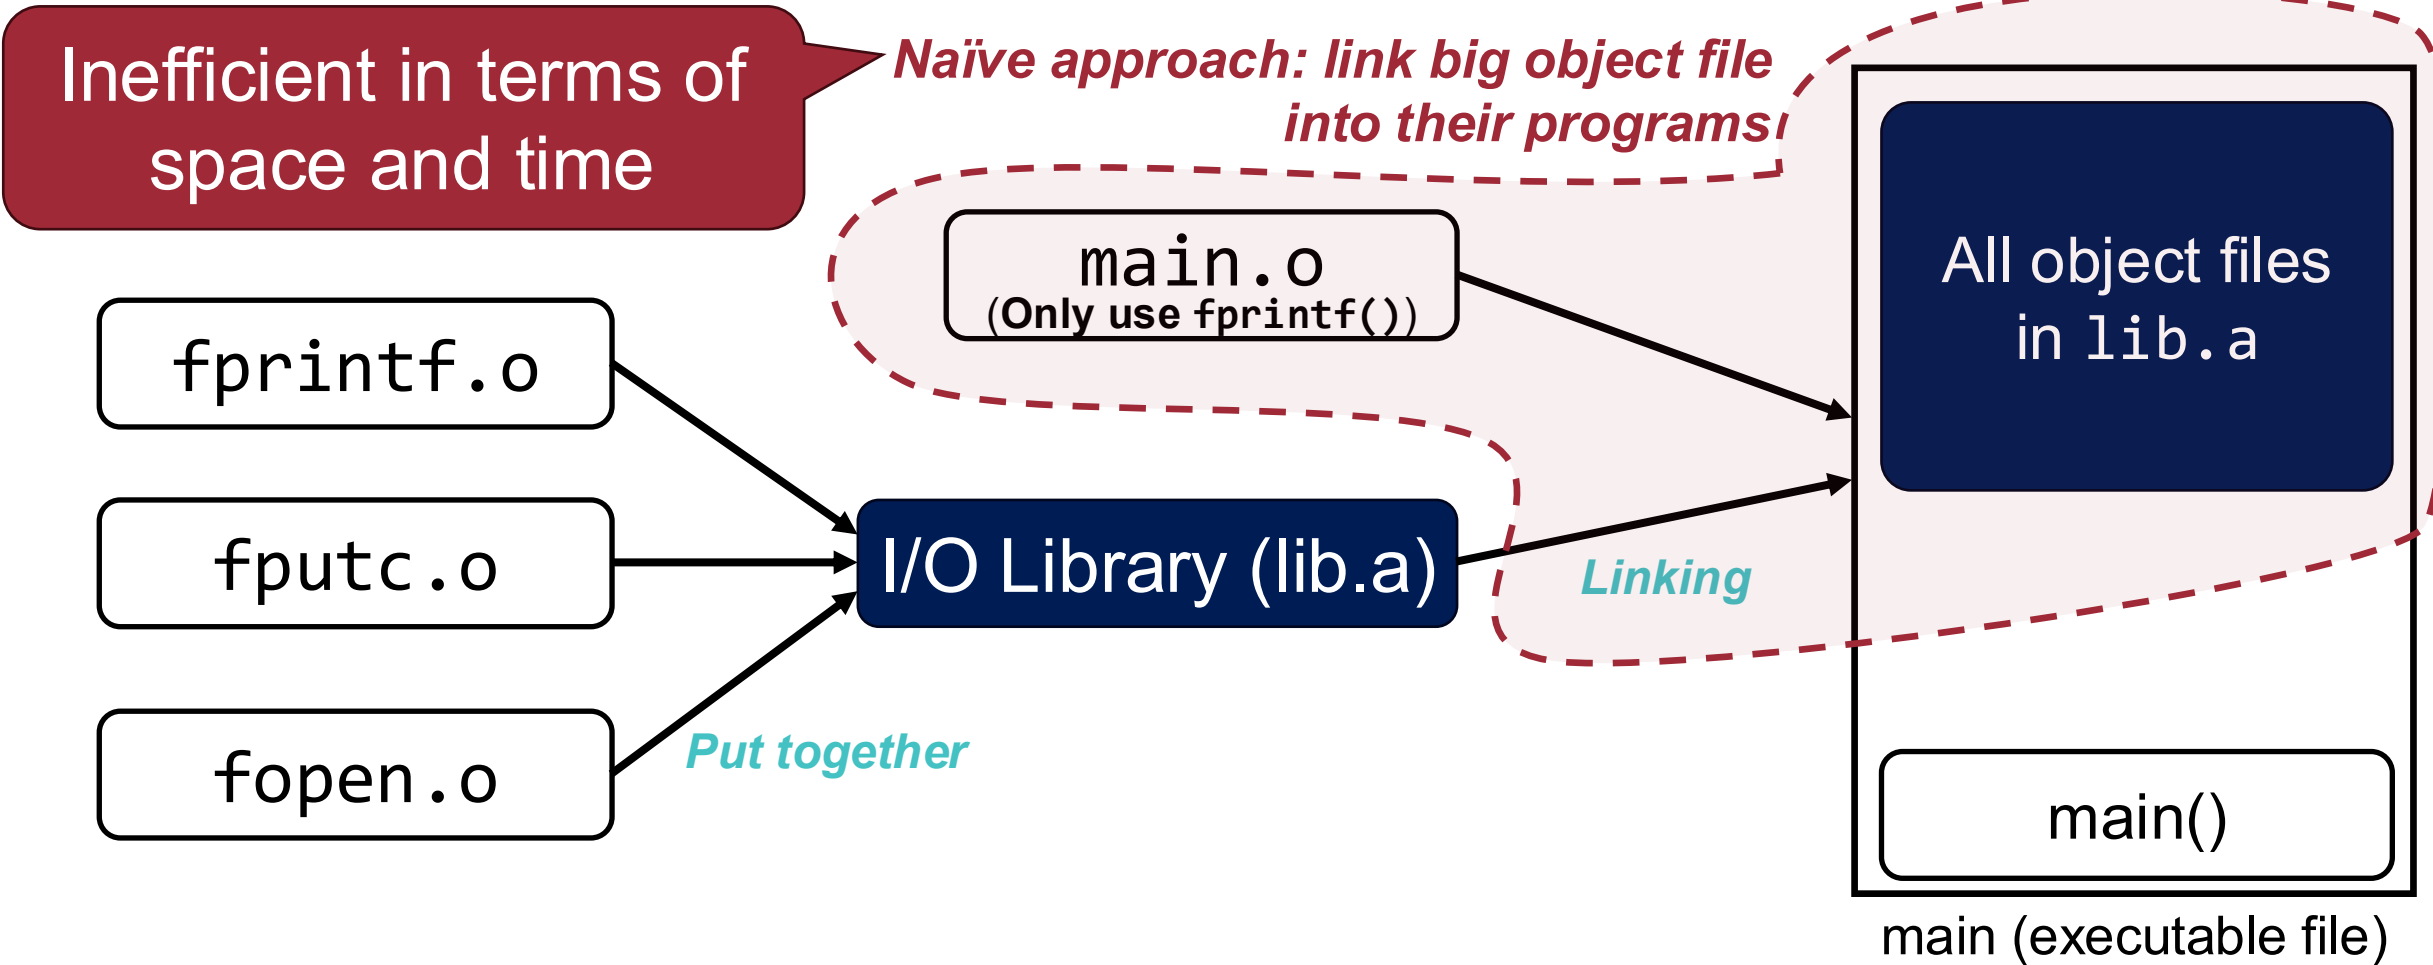 Inefficient in terms of
space and time
Naïve approach: link big object file
into their programs
main.o
(Only use fprintf())
All object files
in lib.a
fprintf.o
fputc.o
I/O Library (lib.a)
Linking
fopen.o
Put together
main()
main (executable file)